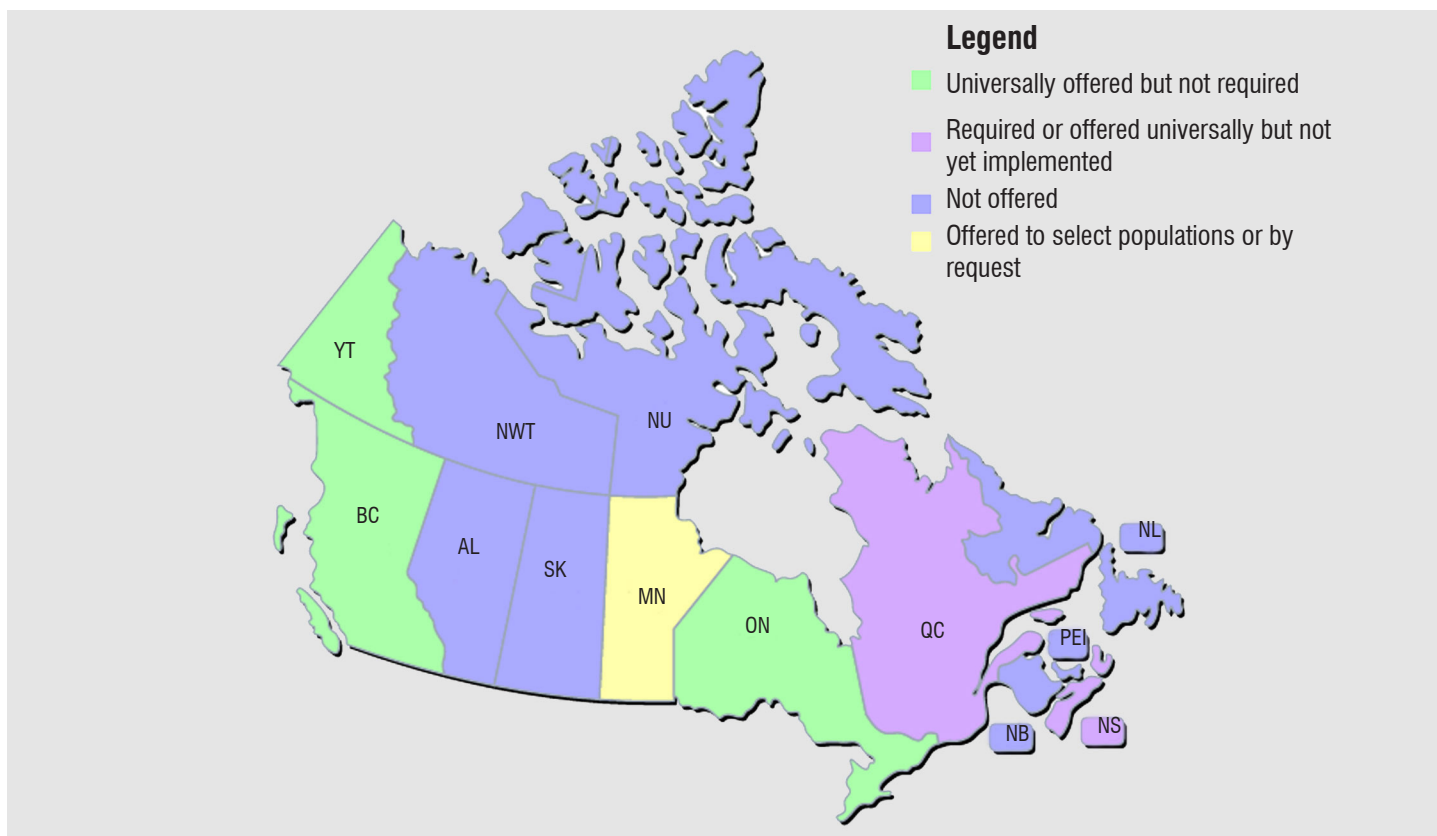 Legend
Universally offered but not required
Required or offered universally but not
yet implemented
Not offered
Offered to select populations or by
request
YT
NWT
NU
BC
AL
SK
MN
ON
QC
NL
PEI
NB
NS